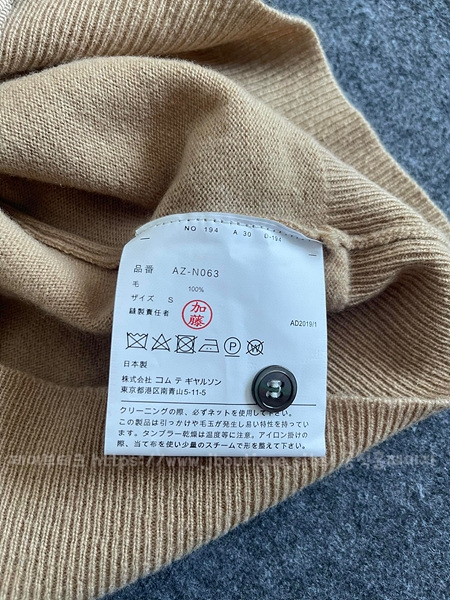 NO 194 A 30 D-194
品番 AZ-N063
毛 100%
サイズ S
縫製責任者 加藤
AD2019/1
日本製
株式会社 コム テ ギャルソン
東京都港区南青山5-11-5
クリーニングの際、必ずネットを使用して下さい。
この製品は引っかけや毛玉が発生し易い特性を持ってい
ます。タンブラー乾燥は温度等に注意。アイロン掛け
の際、当て布を使い少量のスチームで形を整えて下さい。